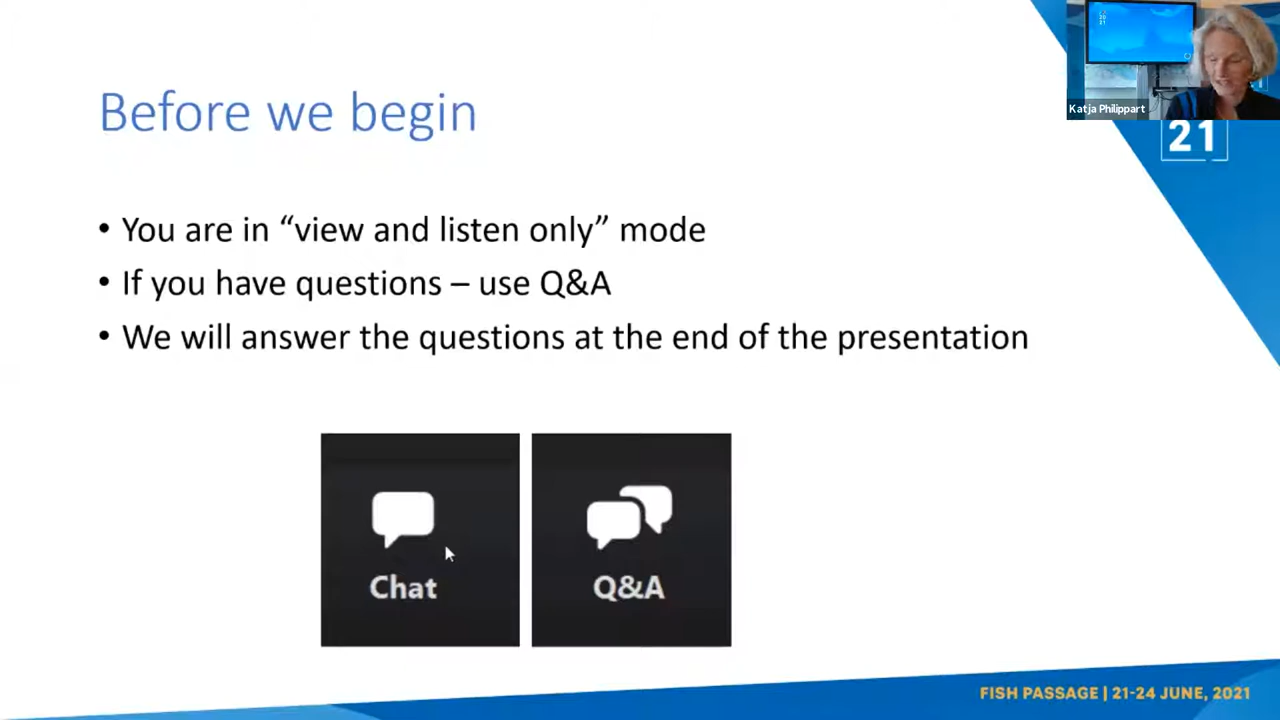 Katja Philippart
21
Before we begin
• You are in “view and listen only” mode
• If you have questions – use Q&A
• We will answer the questions at the end of the presentation
Chat
Q&A
FISH PASSAGE | 21-24 JUNE, 2021